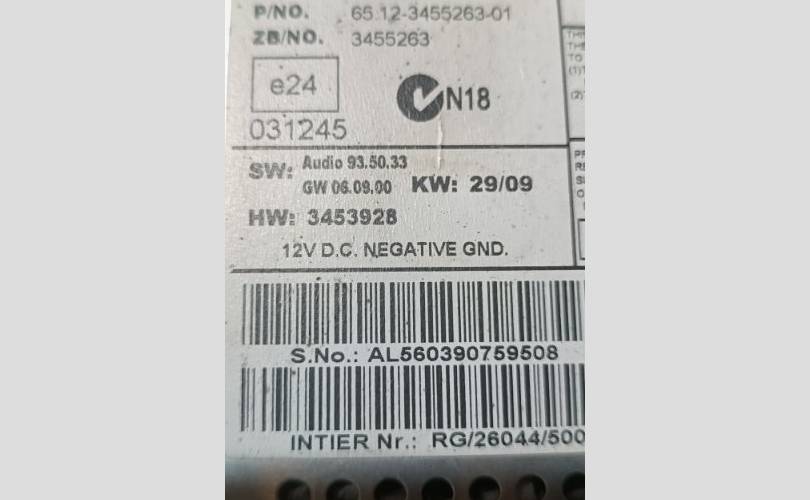 P/NO. 65.12-3455263-01
ZB/NO. 3455263
e24
N18
031245
SW: Audio 93.50.33
GW 06.09.00 KW: 29/09
HW: 3453928
12V D.C. NEGATIVE GND.
S.No.: AL560390759508
INTIER Nr.: RG/26044/500